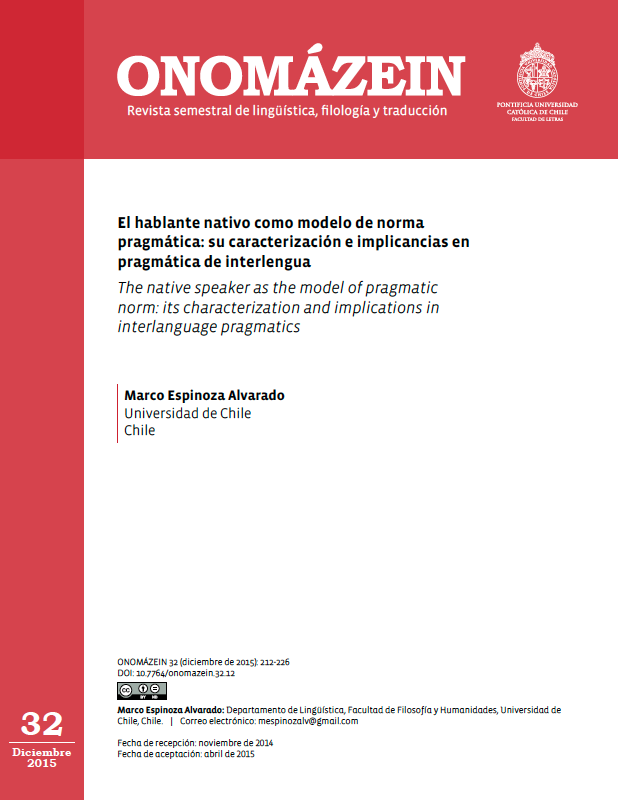 ONOMÁZEIN
Revista semestral de lingüística, filología y traducción
PONTIFICIA UNIVERSIDAD
CATÓLICA DE CHILE
FACULTAD DE LETRAS
El hablante nativo como modelo de norma
pragmática: su caracterización e implicancias en
pragmática de interlengua
The native speaker as the model of pragmatic
norm: its characterization and implications in
interlanguage pragmatics
Marco Espinoza Alvarado
Universidad de Chile
Chile
ONOMÁZEIN 32 (diciembre de 2015): 212-226
DOI: 10.7764/onomazein.32.12
cc
BY ND
Marco Espinoza Alvarado: Departamento de Lingüística, Facultad de Filosofía y Humanidades, Universidad de
Chile, Chile. | Correo electrónico: mespinozalv@gmail.com
Fecha de recepción: noviembre de 2014
Fecha de aceptación: abril de 2015
32
Diciembre
2015